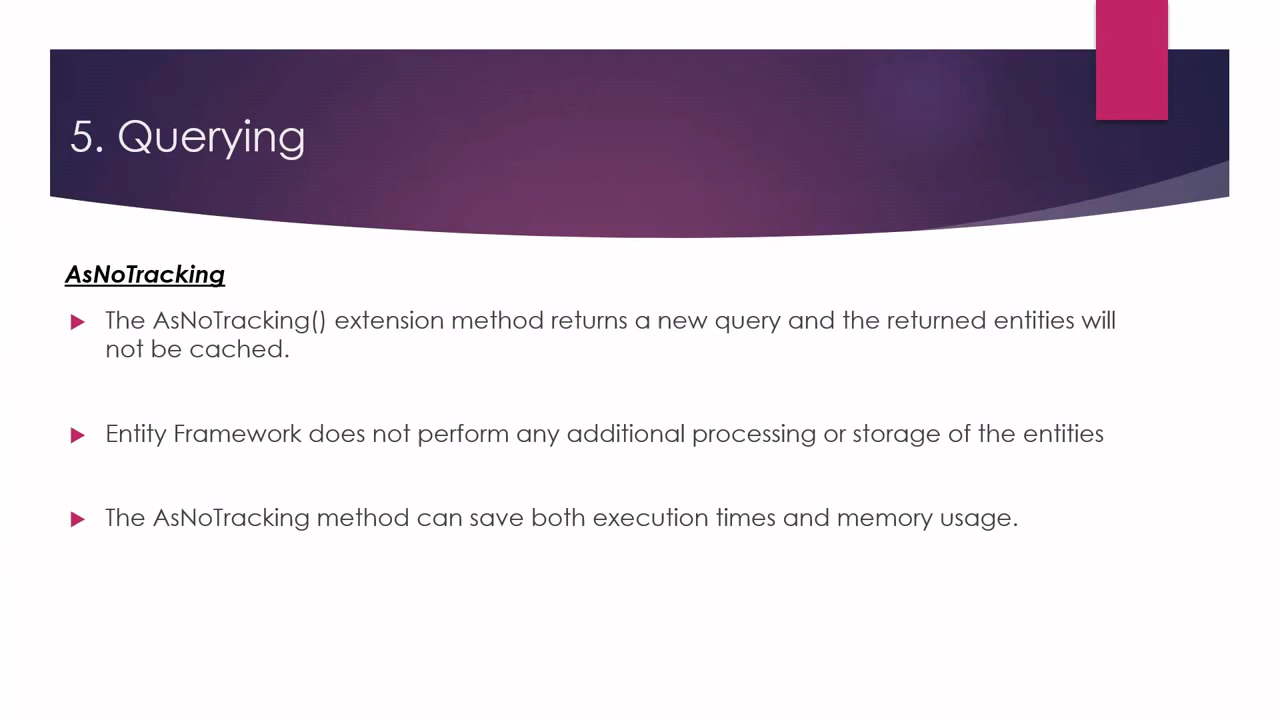 5. Querying
AsNoTracking
The AsNoTracking() extension method returns a new query and the returned entities will
not be cached.
Entity Framework does not perform any additional processing or storage of the entities
The AsNoTracking method can save both execution times and memory usage.